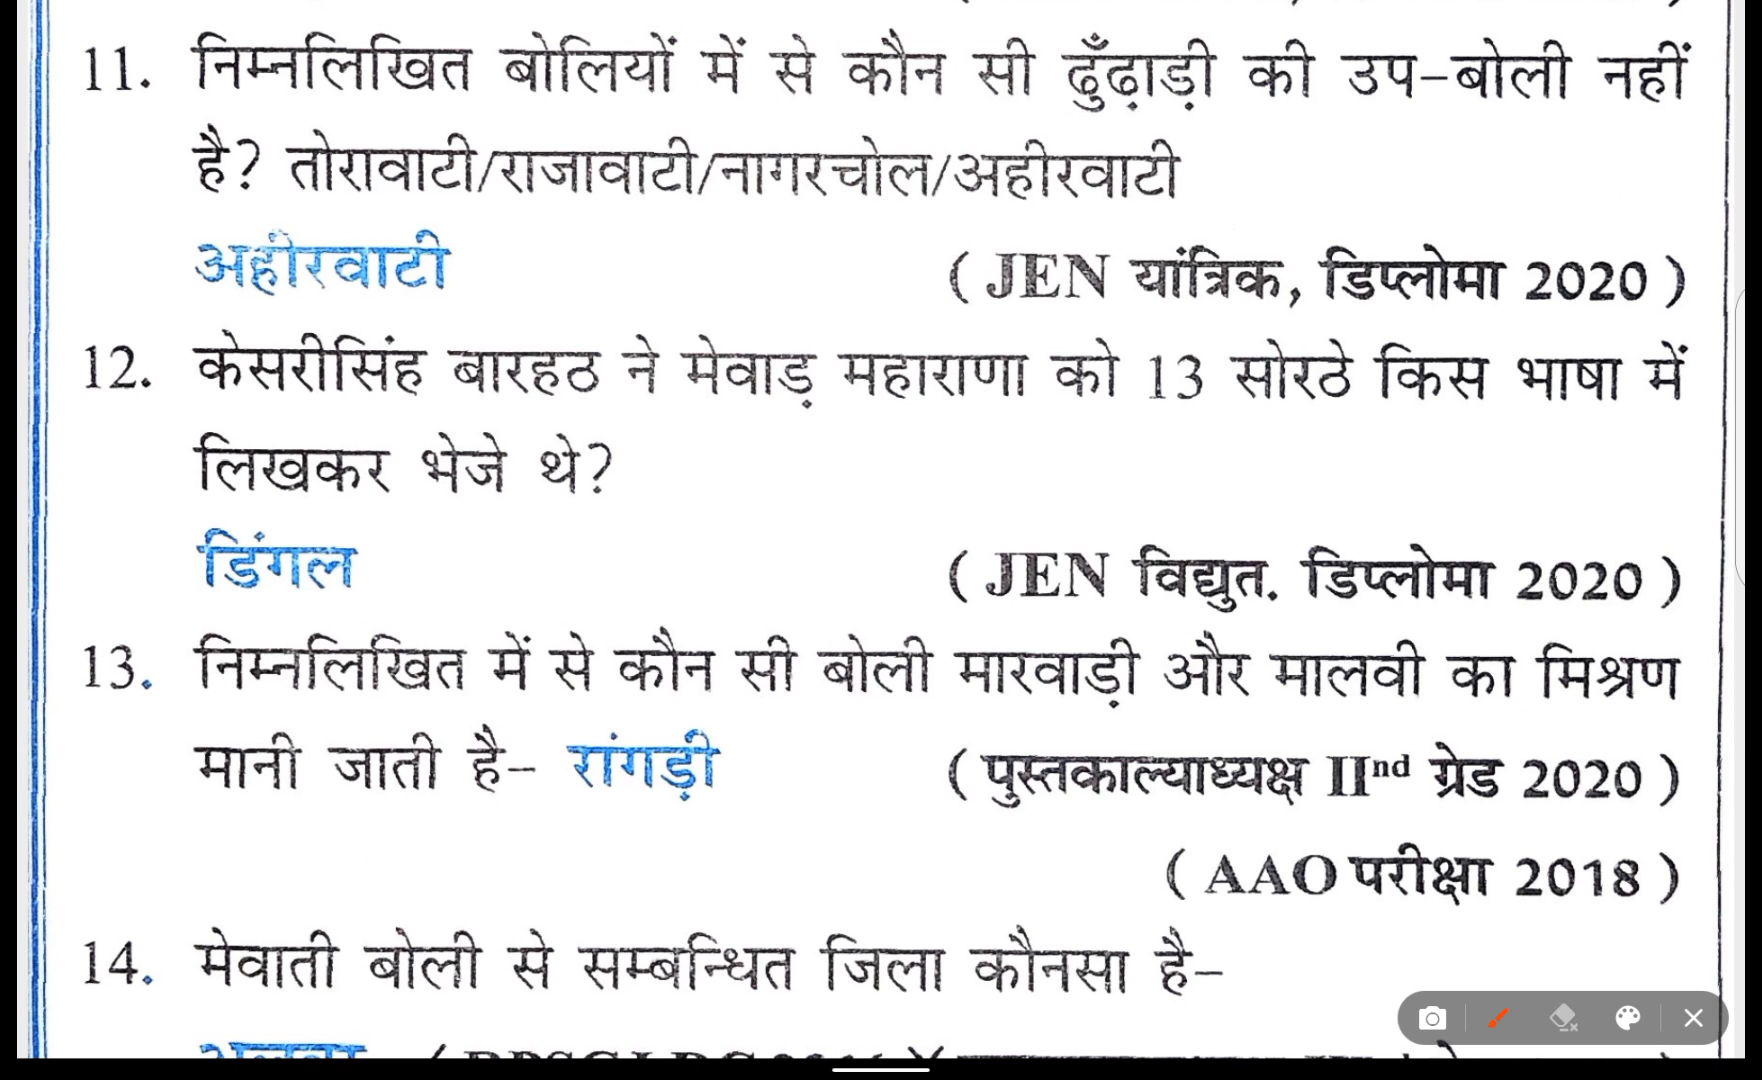 11. निम्नलिखित बोलियों में से कौन सी ढुँढ़ाड़ी की उप-बोली नहीं
है? तोरावाटी/राजावाटी/नागरचोल/अहीरवाटी
अहीरवाटी (JEN यांत्रिक, डिप्लोमा 2020)
12. केसरीसिंह बारहठ ने मेवाड़ महाराणा को 13 सोरठे किस भाषा में
लिखकर भेजे थे?
डिंगल (JEN विद्युत. डिप्लोमा 2020)
13. निम्नलिखित में से कौन सी बोली मारवाड़ी और मालवी का मिश्रण
मानी जाती है- रांगड़ी (पुस्तकाल्याध्यक्ष IInd ग्रेड 2020)
(AAO परीक्षा 2018)
14. मेवाती बोली से सम्बन्धित जिला कौनसा है-